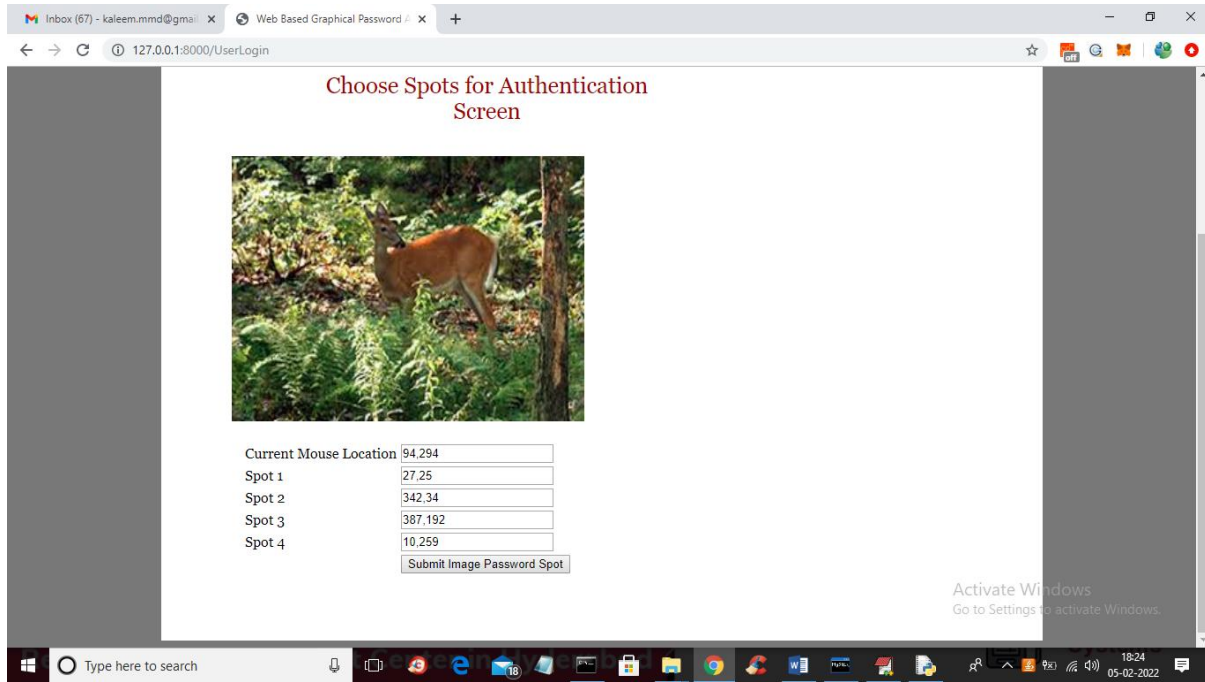 Inbox (67) - kaleem.mmd@gmai
Web Based Graphical Password A
127.0.0.1:8000/UserLogin
off
Choose Spots for Authentication
Screen
Current Mouse Location 94,294
Spot 1 27,25
Spot 2 342,34
Spot 3 387,192
Spot 4 10,259
Submit Image Password Spot
Activate Windows
Go to Settings to activate Windows.
Type here to search
18
18:24
05-02-2022